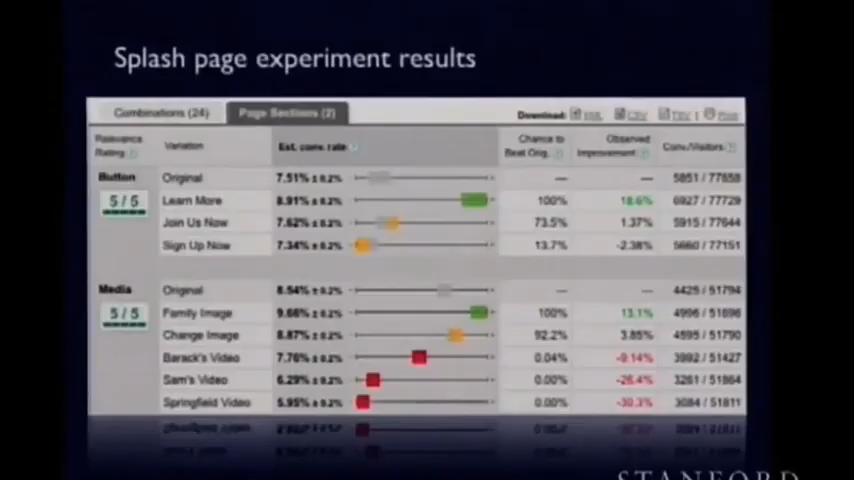 Splash page experiment results
Combinations (24) Page Sections (2) Download: XML CSV TSV | Print
Relevance Rating Variation Est. conv. rate Chance to Beat Orig. Observed Improvement Conv./Visitors
Button Original 7.51% ± 0.2% — — 5851 / 77858
5 / 5 Learn More 8.91% ± 0.2% 100% 18.6% 6927 / 77729
Join Us Now 7.62% ± 0.2% 73.5% 1.37% 5915 / 77644
Sign Up Now 7.34% ± 0.2% 13.7% -2.38% 5660 / 77151
Media Original 8.54% ± 0.2% — — 4425 / 51794
5 / 5 Family Image 9.66% ± 0.2% 100% 13.1% 4996 / 51696
Change Image 8.87% ± 0.2% 92.2% 3.85% 4595 / 51790
Barack's Video 7.76% ± 0.2% 0.04% -9.14% 3992 / 51427
Sam's Video 6.29% ± 0.2% 0.00% -26.4% 3261 / 51864
Springfield Video 5.95% ± 0.2% 0.00% -30.3% 3084 / 51811
STANFORD